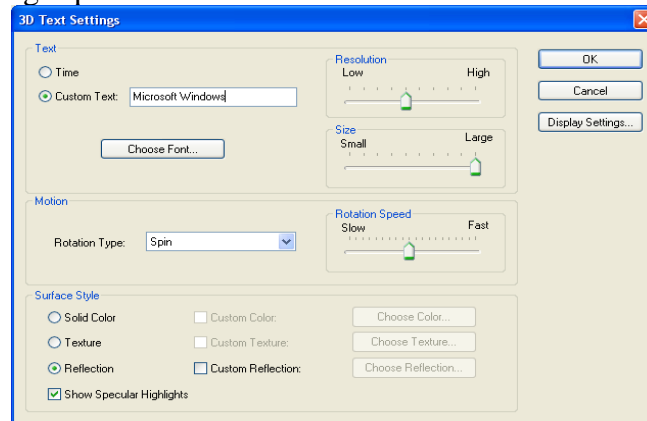 3D Text Settings
Text
Time
Custom Text: Microsoft Windows
Choose Font...
Resolution
Low High
Size
Small Large
OK
Cancel
Display Settings...
Motion
Rotation Type: Spin
Rotation Speed
Slow Fast
Surface Style
Solid Color Custom Color: Choose Color...
Texture Custom Texture: Choose Texture...
Reflection Custom Reflection: Choose Reflection...
Show Specular Highlights